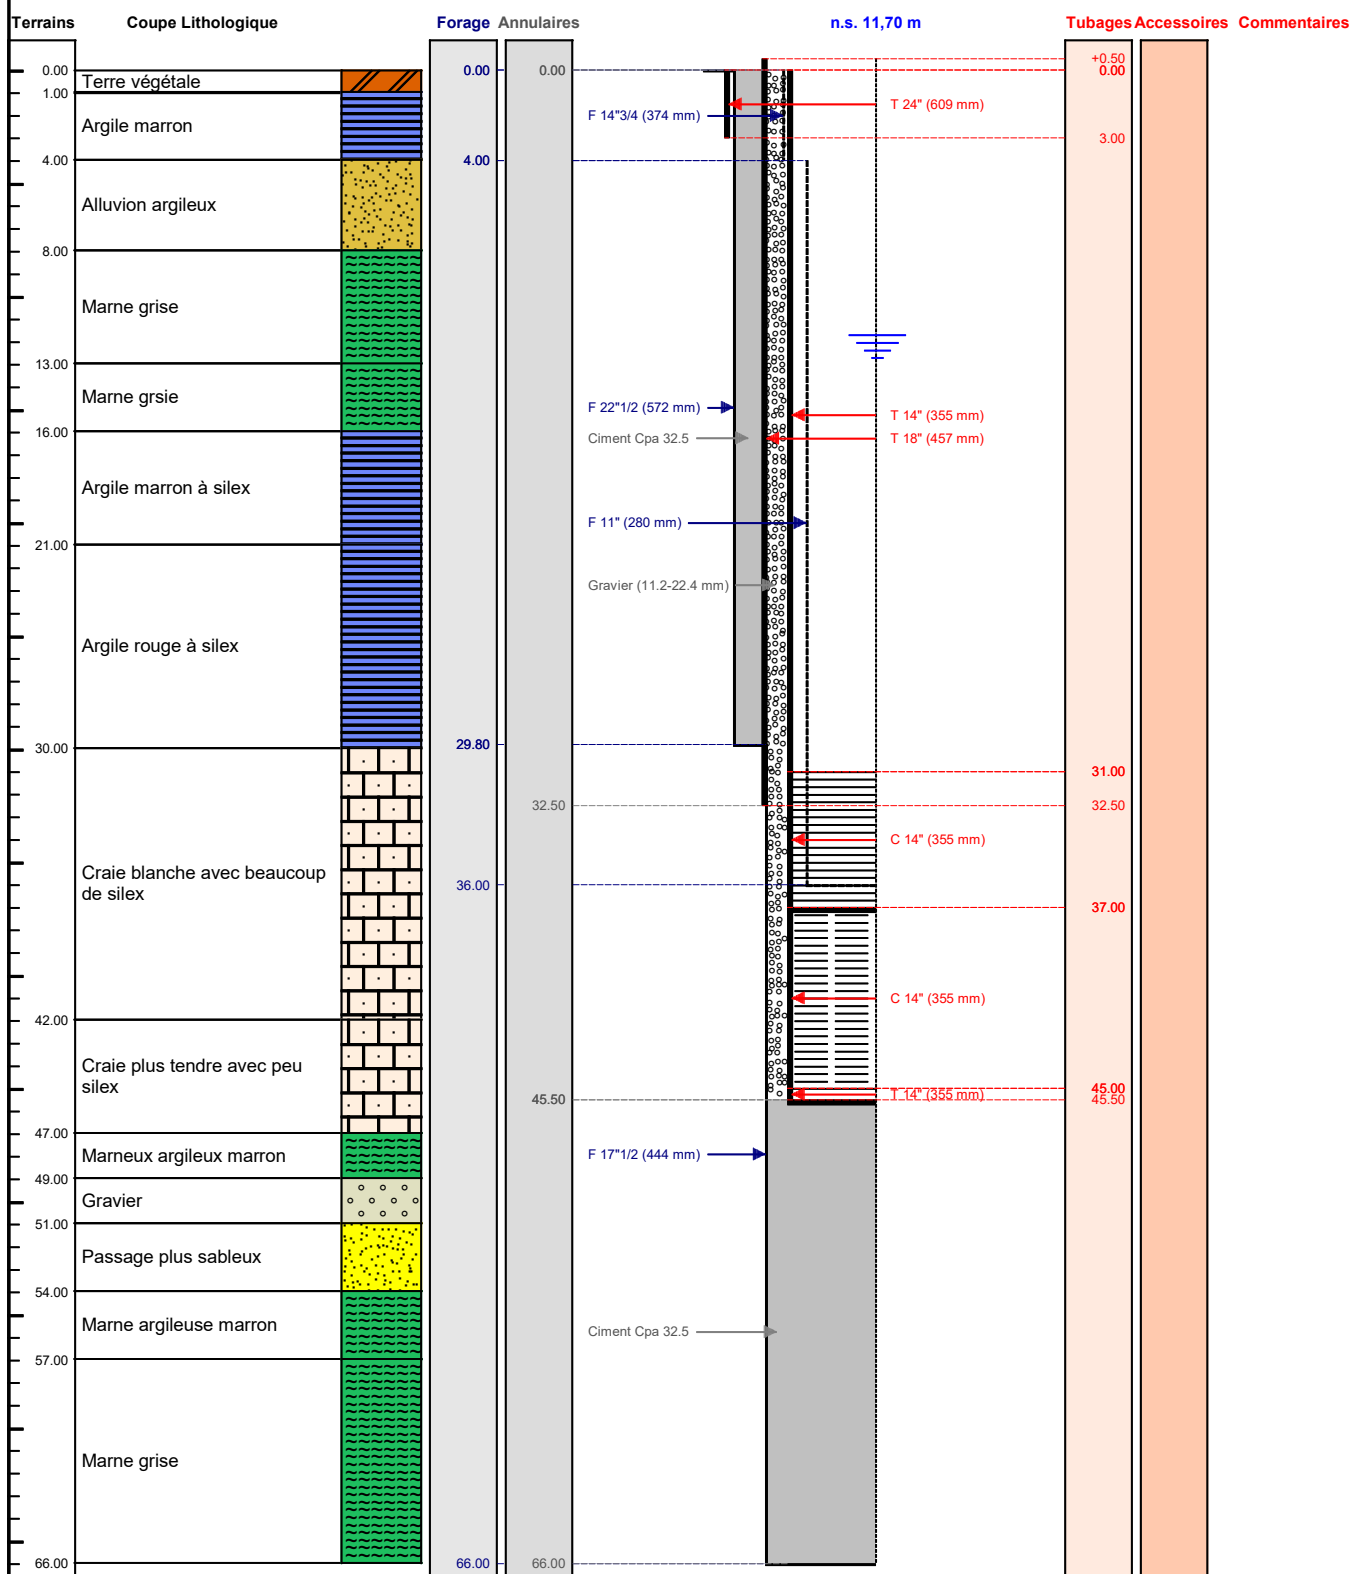 Terrains Coupe Lithologique Forage Annulaires n.s. 11,70 m Tubages Accessoires Commentaires
+0.50
0.00 0.00 0.00 0.00
Terre végétale
1.00
T 24" (609 mm)
F 14"3/4 (374 mm)
Argile marron
3.00
4.00 4.00
Alluvion argileux
8.00
Marne grise
13.00
Marne grsie
F 22"1/2 (572 mm) T 14" (355 mm)
16.00
Ciment Cpa 32.5 T 18" (457 mm)
Argile marron à silex
F 11" (280 mm)
21.00
Gravier (11.2-22.4 mm)
Argile rouge à silex
30.00 29.80
31.00
32.50 32.50
C 14" (355 mm)
Craie blanche avec beaucoup
de silex
36.00
37.00
C 14" (355 mm)
42.00
Craie plus tendre avec peu
silex
45.00
T 14" (355 mm)
45.50 45.50
47.00
Marneux argileux marron
F 17"1/2 (444 mm)
49.00
Gravier
51.00
Passage plus sableux
54.00
Marne argileuse marron
Ciment Cpa 32.5
57.00
Marne grise
66.00 66.00 66.00